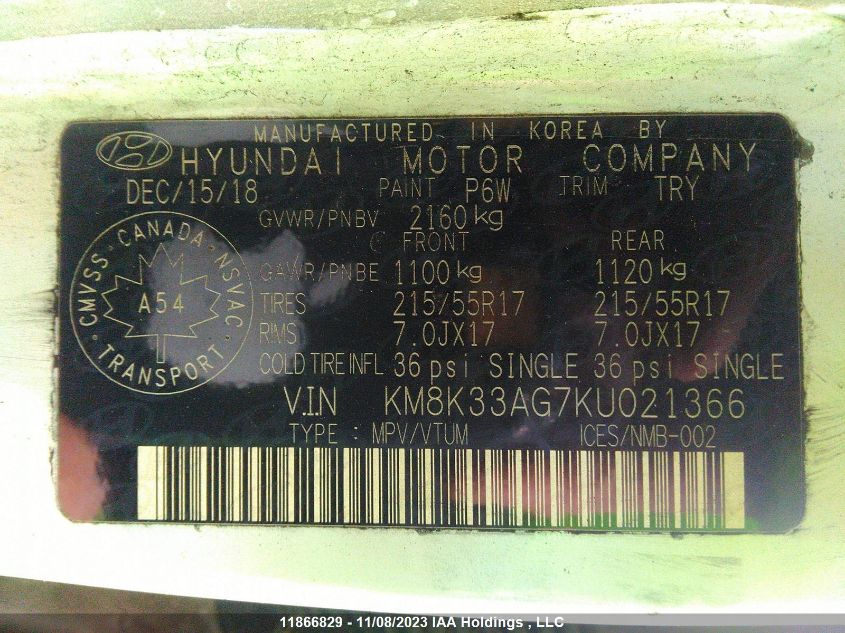 MANUFACTURED IN KOREA BY
HYUNDAI MOTOR COMPANY
DEC/15/18 PAINT P6W TRIM TRY
GVWR/PNBV 2160 kg
FRONT REAR
GAWR/PNBE 1100 kg 1120 kg
TIRES 215/55R17 215/55R17
RIMS 7.0JX17 7.0JX17
COLD TIRE INFL 36 psi SINGLE 36 psi SINGLE
CMVSS · CANADA · NSVAC
A54
TRANSPORT
V.I.N KM8K33AG7KU021366
TYPE : MPV/VTUM ICES/NMB-002
11866829 - 11/08/2023 IAA Holdings , LLC